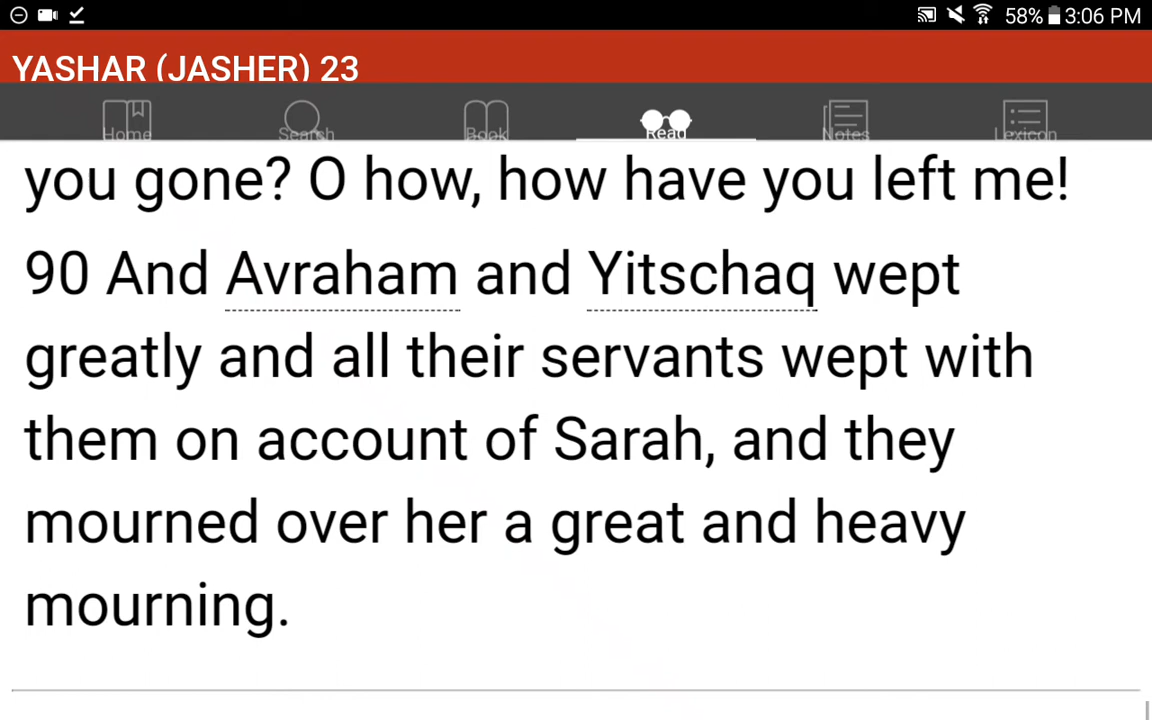 58% 3:06 PM
YASHAR (JASHER) 23
Home Search Book Read Notes Lexicon
you gone? O how, how have you left me!
90 And Avraham and Yitschaq wept
greatly and all their servants wept with
them on account of Sarah, and they
mourned over her a great and heavy
mourning.